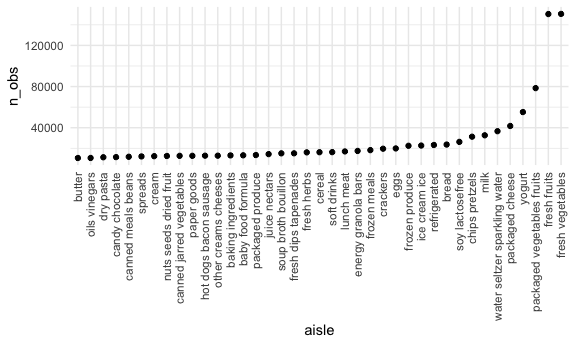 120000
80000
40000
n_obs
butter
oils vinegars
dry pasta
candy chocolate
canned meals beans
spreads
cream
nuts seeds dried fruit
canned jarred vegetables
paper goods
hot dogs bacon sausage
other creams cheeses
baking ingredients
baby food formula
packaged produce
juice nectars
soup broth bouillon
fresh dips tapenades
fresh herbs
cereal
soft drinks
lunch meat
energy granola bars
frozen meals
crackers
eggs
frozen produce
ice cream ice
refrigerated
bread
soy lactosefree
chips pretzels
milk
water seltzer sparkling water
packaged cheese
yogurt
packaged vegetables fruits
fresh fruits
fresh vegetables
aisle